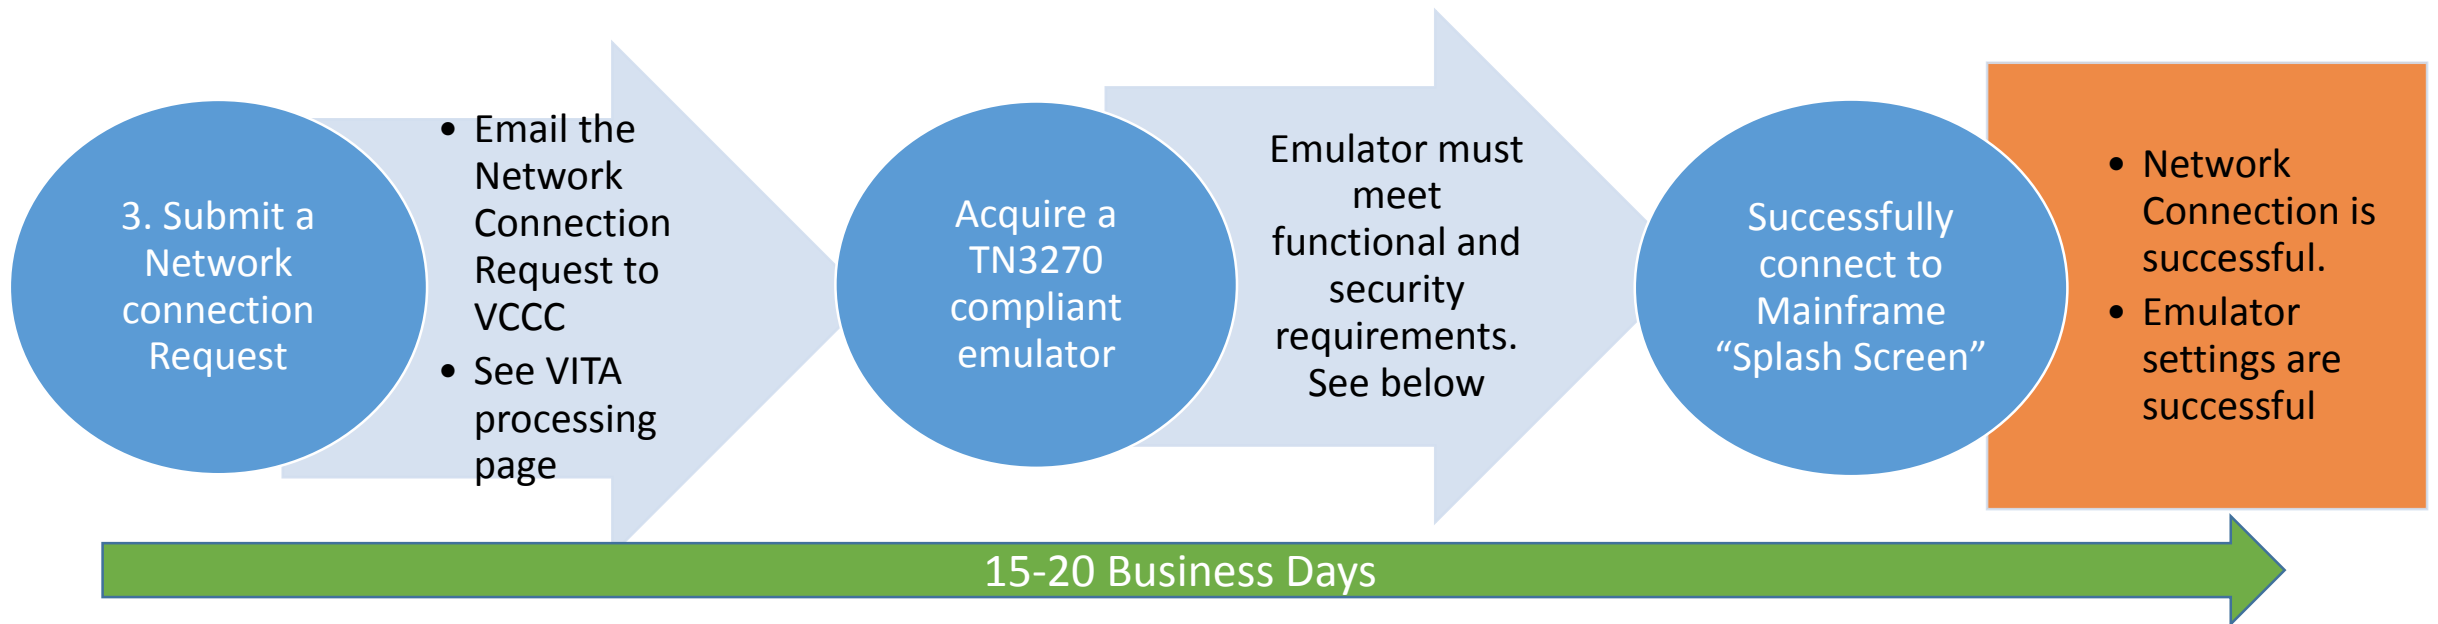 3. Submit a
Network
connection
Request
• Email the
Network
Connection
Request to
VCCC
• See VITA
processing
page
Acquire a
TN3270
compliant
emulator
Emulator must
meet
functional and
security
requirements.
See below
Successfully
connect to
Mainframe
“Splash Screen”
• Network
Connection is
successful.
• Emulator
settings are
successful
15-20 Business Days